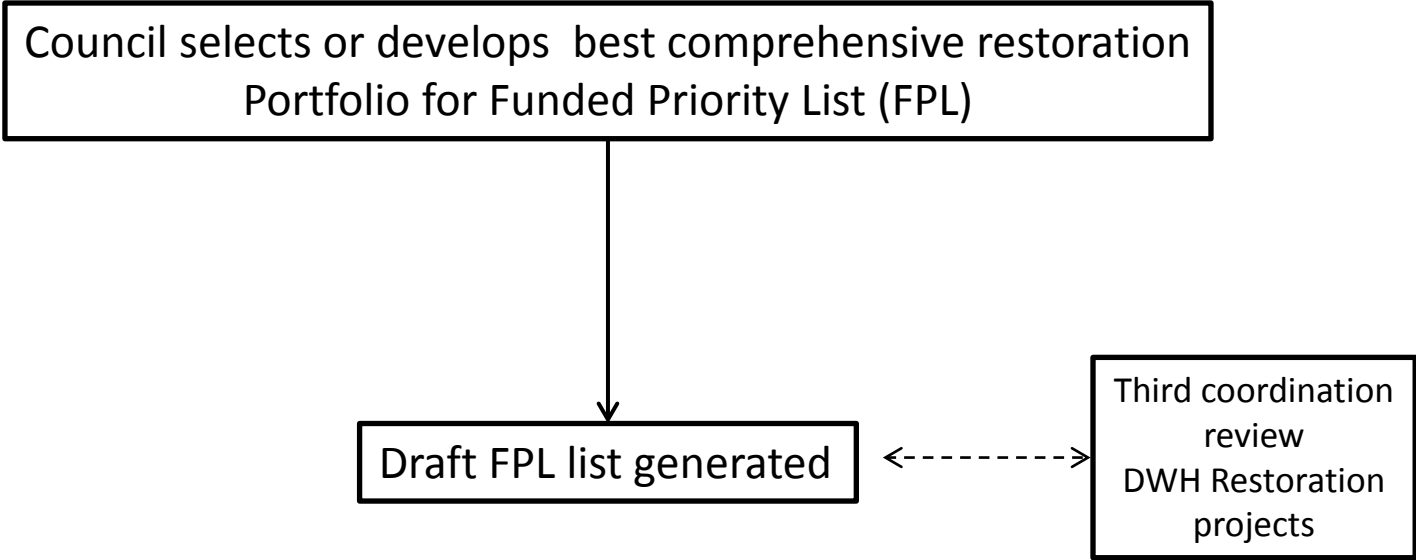 Council selects or develops  best comprehensive restoration
Portfolio for Funded Priority List (FPL)
Draft FPL list generated
Third coordination
review
DWH Restoration
projects